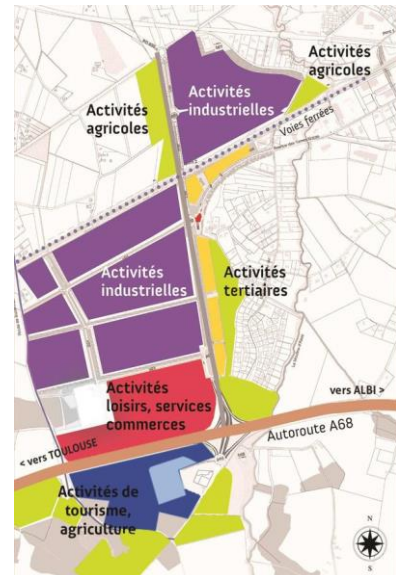 Activités
agricoles
Activités
industrielles
Activités
agricoles
Voies ferrées
Activités
industrielles
Activités
tertiaires
Activités
loisirs, services
commerces
vers ALBI >
Autoroute A68
< vers TOULOUSE
Activités de
tourisme,
agriculture
N
S